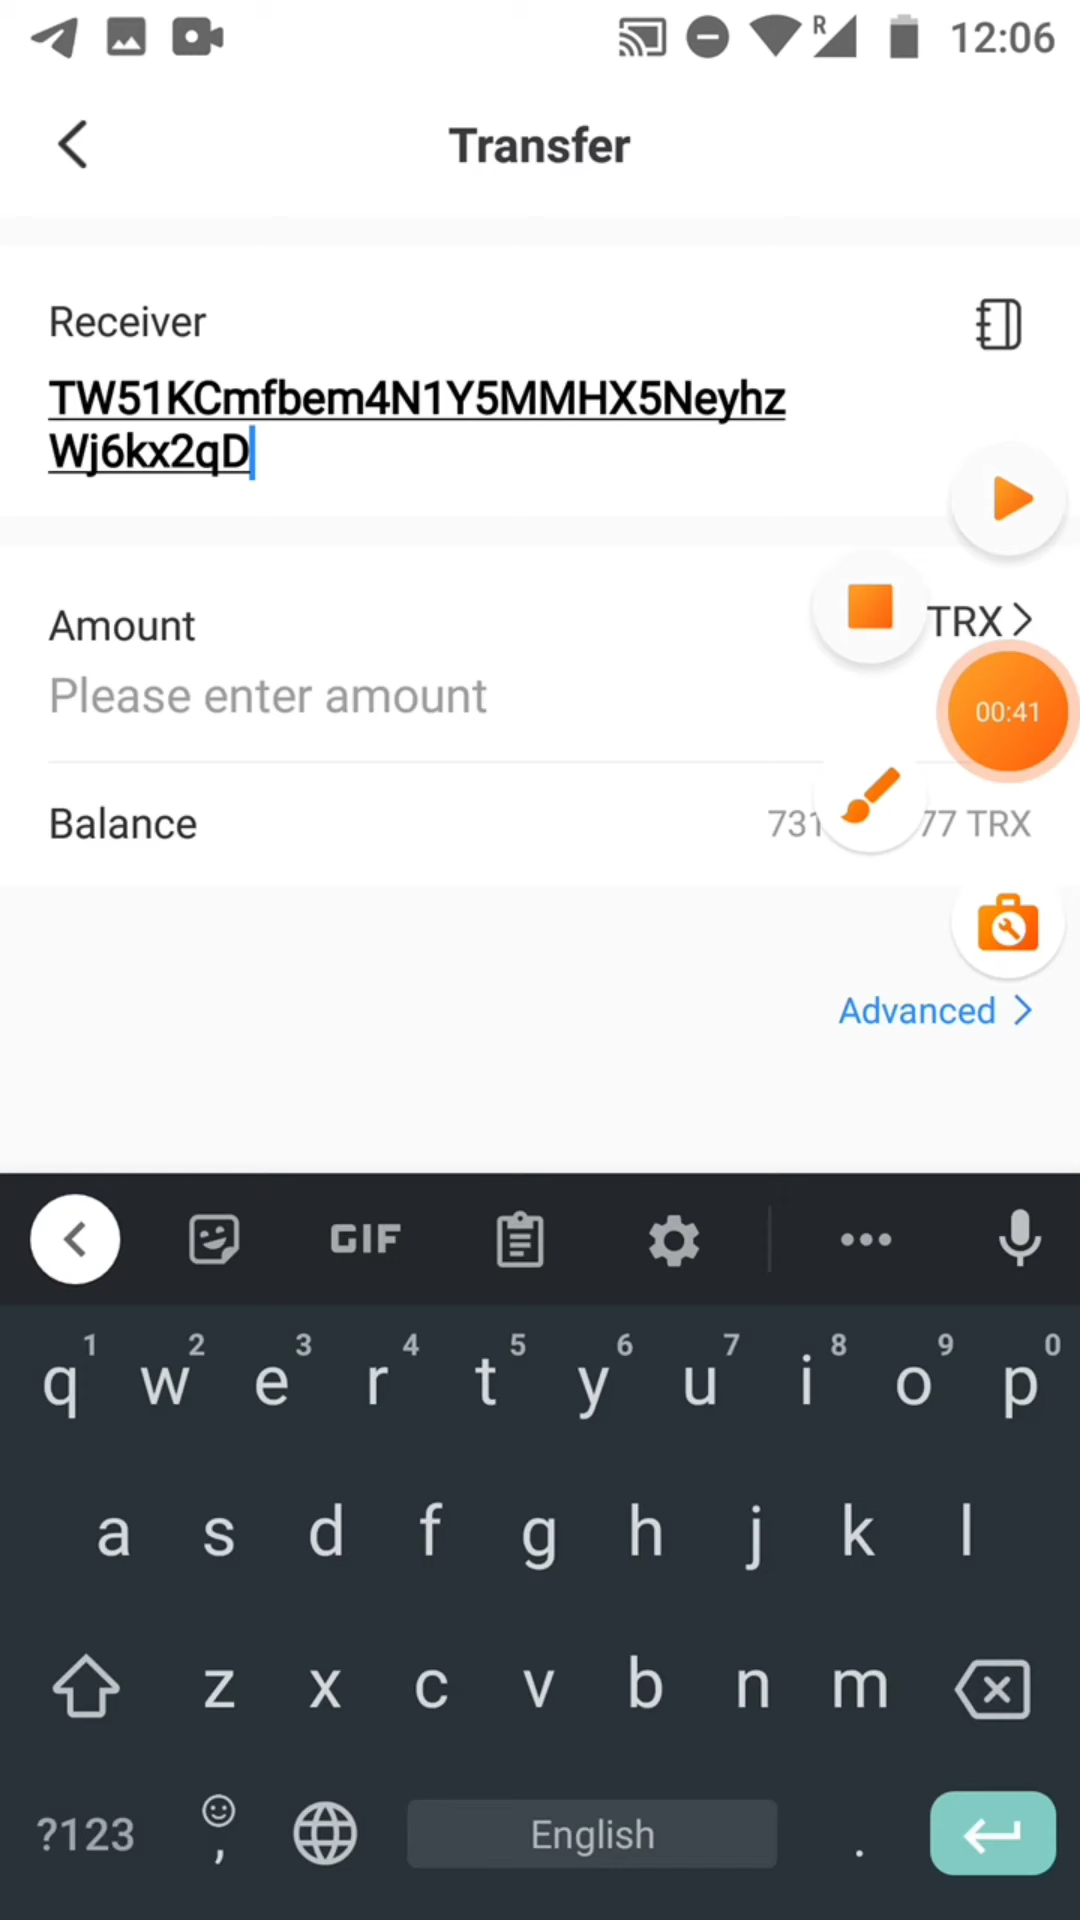 12:06
R
Transfer
Receiver
TW51KCmfbem4N1Y5MMHX5Neyhz
Wj6kx2qD
Amount
TRX
Please enter amount
00:41
Balance
77 TRX
Advanced
GIF
1 2 3 4 5 6 7 8 9 0
q w e r t y u i o p
a s d f g h j k l
z x c v b n m
?123 , English .